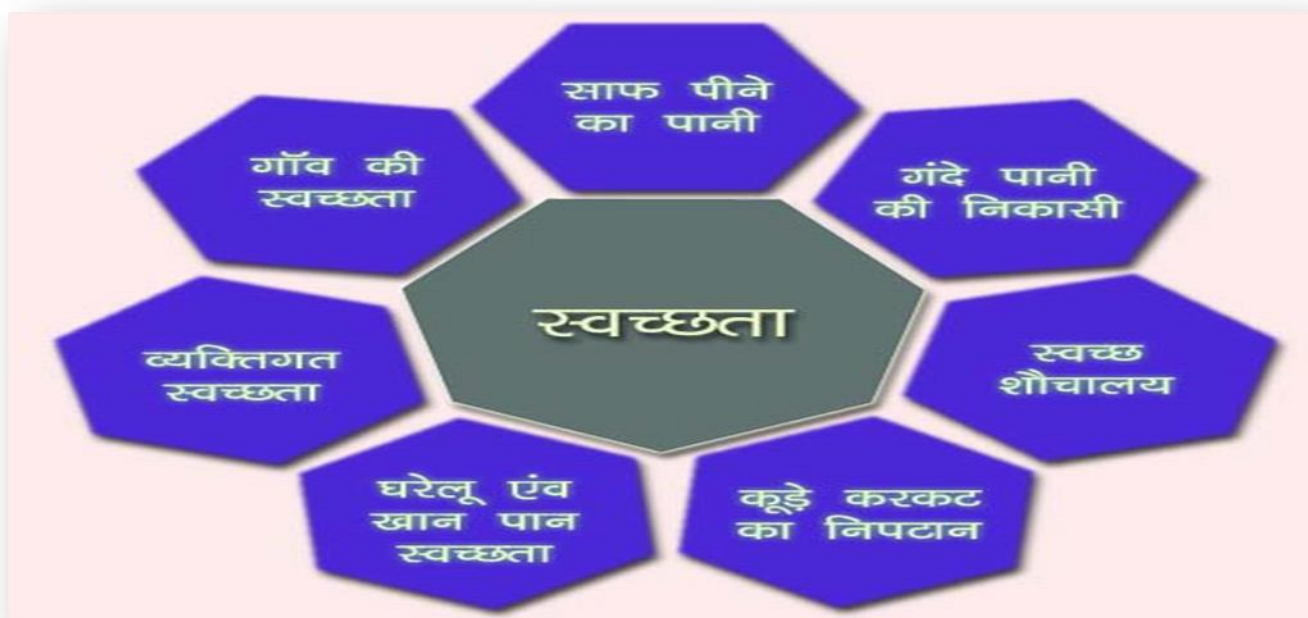 साफ पीने
का पानी
गंदे पानी
की निकासी
स्वच्छ
शौचालय
कूड़े करकट
का निपटान
घरेलू एंव
खान पान
स्वच्छता
व्यक्तिगत
स्वच्छता
गॉव की
स्वच्छता
स्वच्छता